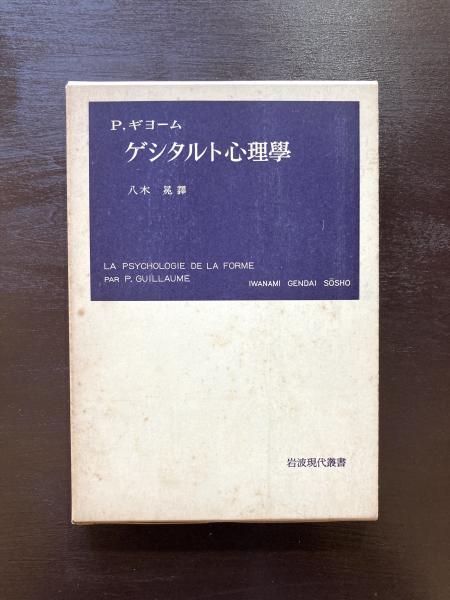 P. ギヨーム
ゲシタルト心理學
八木 晃 譯
LA PSYCHOLOGIE DE LA FORME
PAR P. GUILLAUME
IWANAMI GENDAI SŌSHO
岩波現代叢書